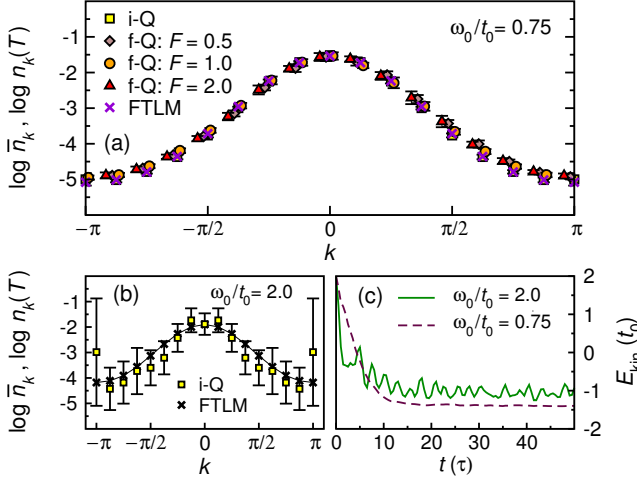 i-Q
f-Q: F = 0.5
f-Q: F = 1.0
f-Q: F = 2.0
FTLM
ω₀/t₀ = 0.75
(a)
log n̄ₖ , log nₖ(T)
-1
-2
-3
-4
-5
−π
−π/2
0
π/2
π
k
(b)
ω₀/t₀ = 2.0
i-Q
FTLM
log n̄ₖ , log nₖ(T)
-1
-2
-3
-4
-5
−π
−π/2
0
π/2
π
k
(c)
ω₀/t₀ = 2.0
ω₀/t₀ = 0.75
2
1
0
-1
-2
E_kin (t₀)
0
10
20
30
40
50
t (τ)